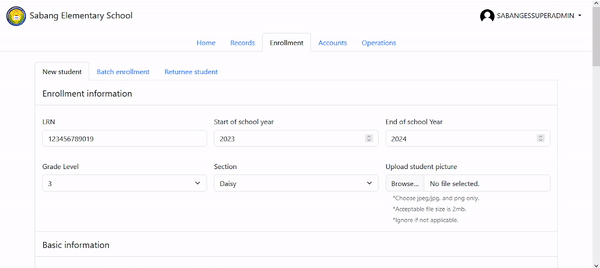 Sabang Elementary School
SABANGESSUPERADMIN
Home Records Enrollment Accounts Operations
New student Batch enrollment Returnee student
Enrollment information
LRN Start of school year End of school Year
123456789019 2023 2024
Grade Level Section Upload student picture
3 Daisy Browse... No file selected.
*Choose jpeg/jpg, and png only.
*Acceptable file size is 2mb.
*Ignore if not applicable.
Basic information